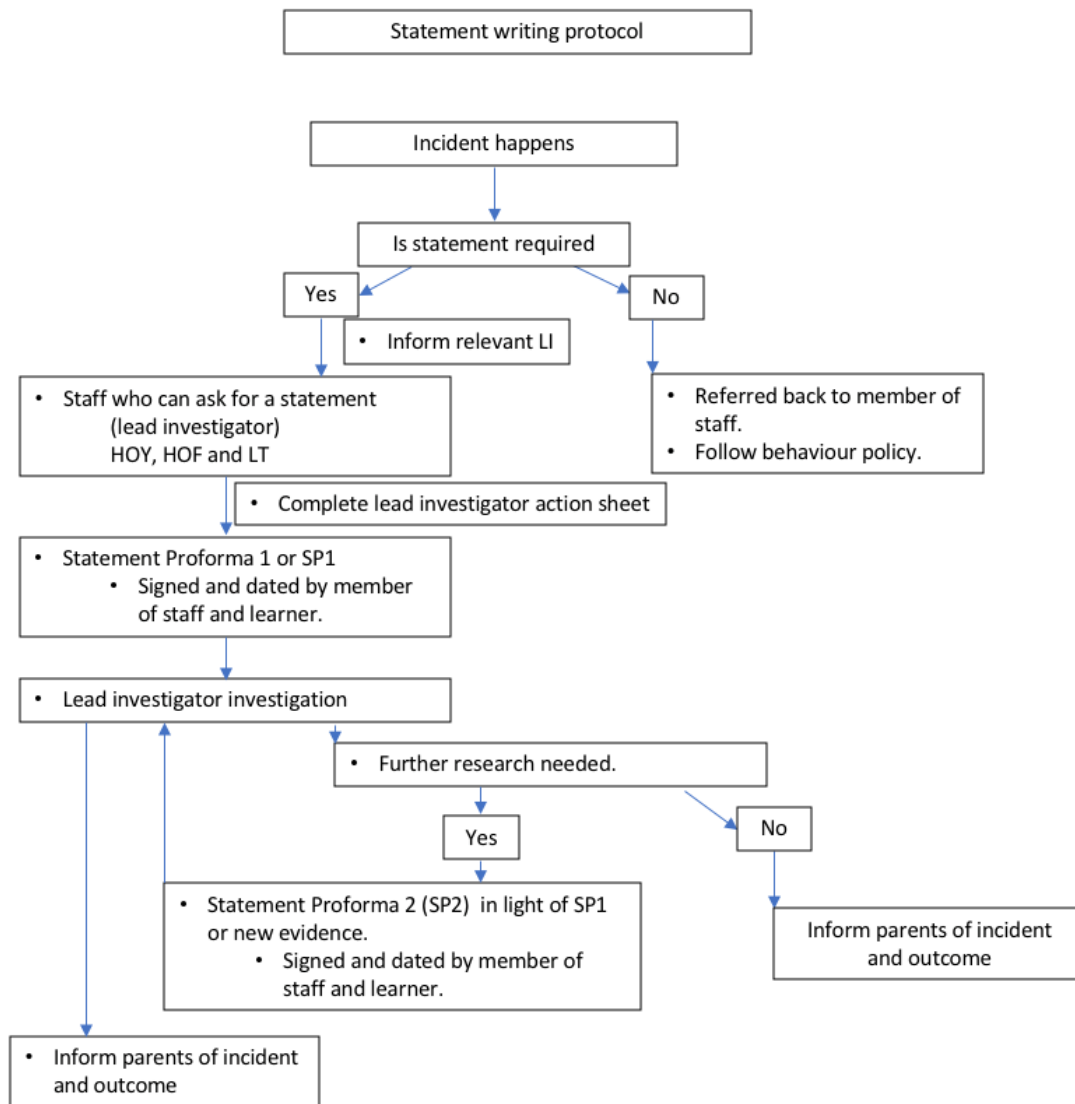 Statement writing protocol
Incident happens
Is statement required
Yes
No
• Inform relevant LI
• Staff who can ask for a statement
(lead investigator)
HOY, HOF and LT
• Referred back to member of
staff.
• Follow behaviour policy.
• Complete lead investigator action sheet
• Statement Proforma 1 or SP1
• Signed and dated by member
of staff and learner.
• Lead investigator investigation
• Further research needed.
Yes
No
• Statement Proforma 2 (SP2)  in light of SP1
or new evidence.
• Signed and dated by member of
staff and learner.
Inform parents of incident
and outcome
• Inform parents of incident
and outcome